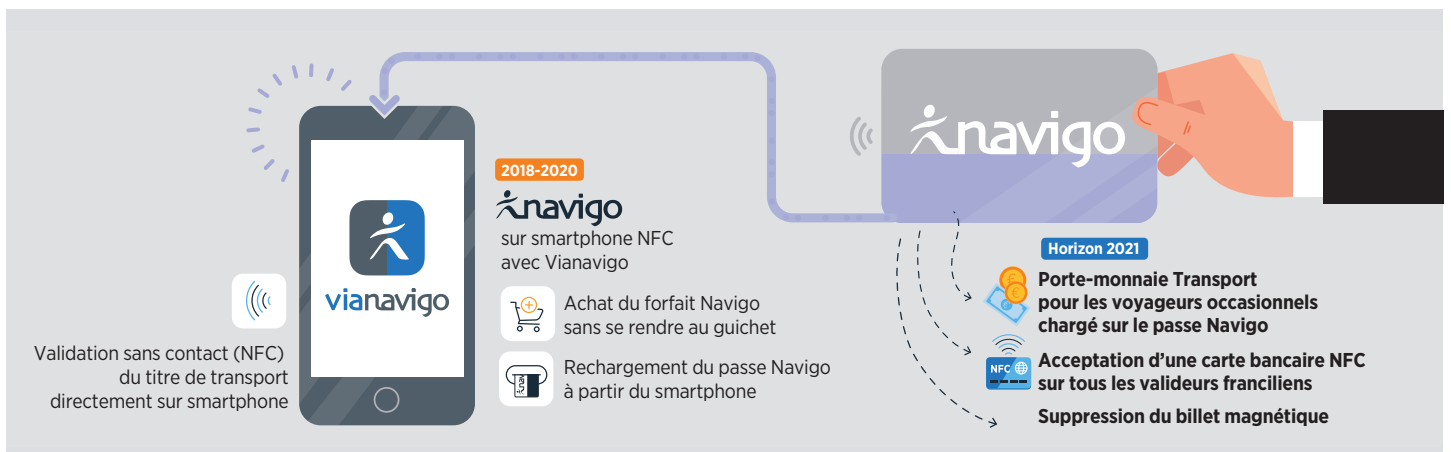 vianavigo
Validation sans contact (NFC)
du titre de transport
directement sur smartphone
2018-2020
navigo
sur smartphone NFC
avec Vianavigo
Achat du forfait Navigo
sans se rendre au guichet
Rechargement du passe Navigo
à partir du smartphone
navigo
Horizon 2021
Porte-monnaie Transport
pour les voyageurs occasionnels
chargé sur le passe Navigo
NFC
Acceptation d’une carte bancaire NFC
sur tous les valideurs franciliens
Suppression du billet magnétique